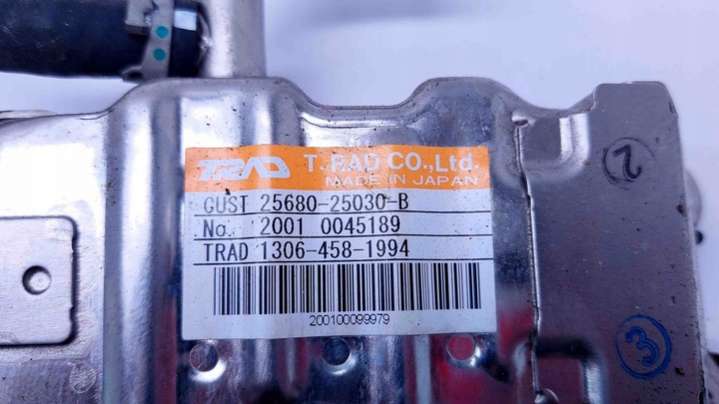 TRAD T.RAD CO.,Ltd.
MADE IN JAPAN
CUST 25680-25030-B
No. 2001 0045189
TRAD 1306-458-1994
200100099979
2
3